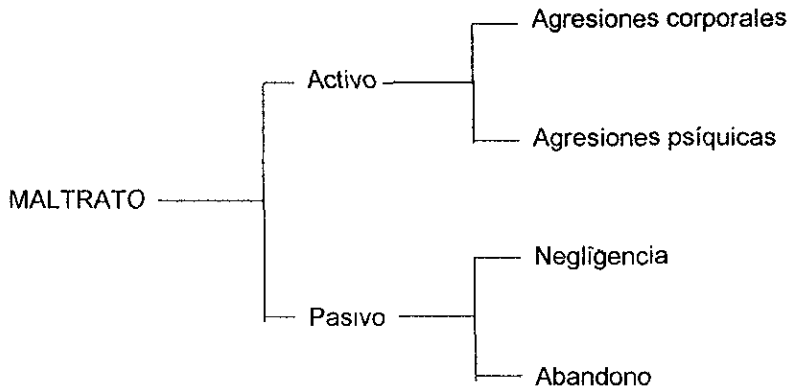 Agresiones corporales
Activo
Agresiones psíquicas
MALTRATO
Negligencia
Pasivo
Abandono